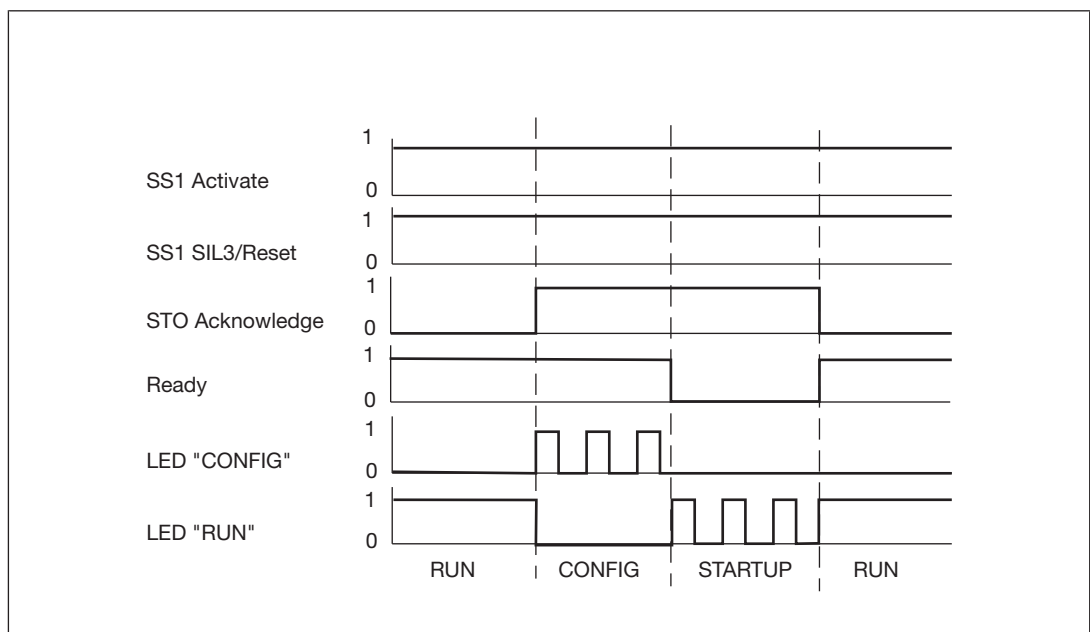 1
SS1 Activate
0
1
SS1 SIL3/Reset
0
1
STO Acknowledge
0
1
Ready
0
1
LED "CONFIG"
0
1
LED "RUN"
0
RUN CONFIG STARTUP RUN